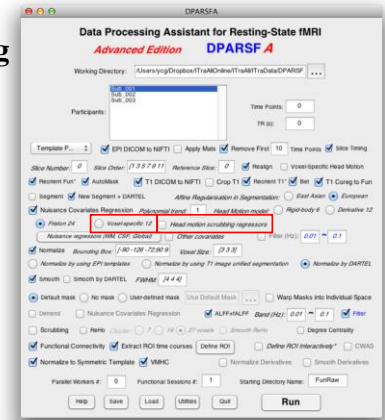 g
DPARSFA
Data Processing Assistant for Resting-State fMRI
Advanced Edition DPARSF A
Working Directory: /Users/ycg/Dropbox/ITraAllOnline/ITraAll/ITraData/DPARSF ...
Participants: Sub_001
Sub_002
Sub_003
Time Points: 0
TR (s): 0
Template P... EPI DICOM to NIFTI Apply Mats Remove First 10 Time Points Slice Timing
Slice Number: 0 Slice Order: [1 3 5 7 9 11 Reference Slice: 0 Realign Voxel-Specific Head Motion
Reorient Fun* AutoMask T1 DICOM to NIFTI Crop T1 Reorient T1* Bet T1 Coreg to Fun
Segment New Segment + DARTEL Affine Regularisation in Segmentation: East Asian European
Nuisance Covariates Regression Polynomial trend: 1 Head Motion model: Rigid-body 6 Derivative 12
Friston 24 Voxel-specific 12 Head motion scrubbing regressors
Nuisance regressors (WM, CSF, Global) Other covariates Filter (Hz): 0.01 ~ 0.1
Normalize Bounding Box: [-90 -126 -72;90 9 Voxel Size: [3 3 3]
Normalize by using EPI templates Normalize by using T1 image unified segmentation Normalize by DARTEL
Smooth Smooth by DARTEL FWHM: [4 4 4]
Default mask No mask User-defined mask Use Default Mask ... Warp Masks into Individual Space
Detrend Nuisance Covariates Regression ALFF+fALFF Band (Hz): 0.01 ~ 0.1 Filter
Scrubbing ReHo Cluster 7 19 27 voxels Smooth ReHo Degree Centrality
Functional Connectivity Extract ROI time courses Define ROI Define ROI Interactively* CWAS
Normalize to Symmetric Template VMHC Normalize Derivatives Smooth Derivatives
Parallel Workers #: 0 Functional Sessions #: 1 Starting Directory Name: FunRaw
Help Save Load Utilities Quit Run